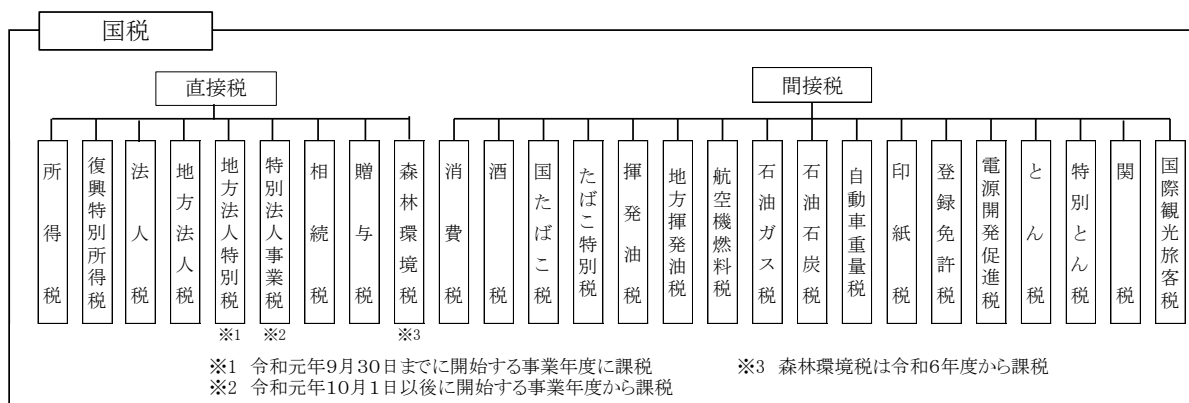 国税
直接税
間接税
所得税
復興特別所得税
法人税
地方法人税
地方法人特別税
特別法人事業税
相続税
贈与税
森林環境税
消費税
酒税
国たばこ税
たばこ特別税
揮発油税
地方揮発油税
航空機燃料税
石油ガス税
石油石炭税
自動車重量税
印紙税
登録免許税
電源開発促進税
とん税
特別とん税
関税
国際観光旅客税
※1
※2
※3
※1 令和元年9月30日までに開始する事業年度に課税
※3 森林環境税は令和6年度から課税
※2 令和元年10月1日以後に開始する事業年度から課税